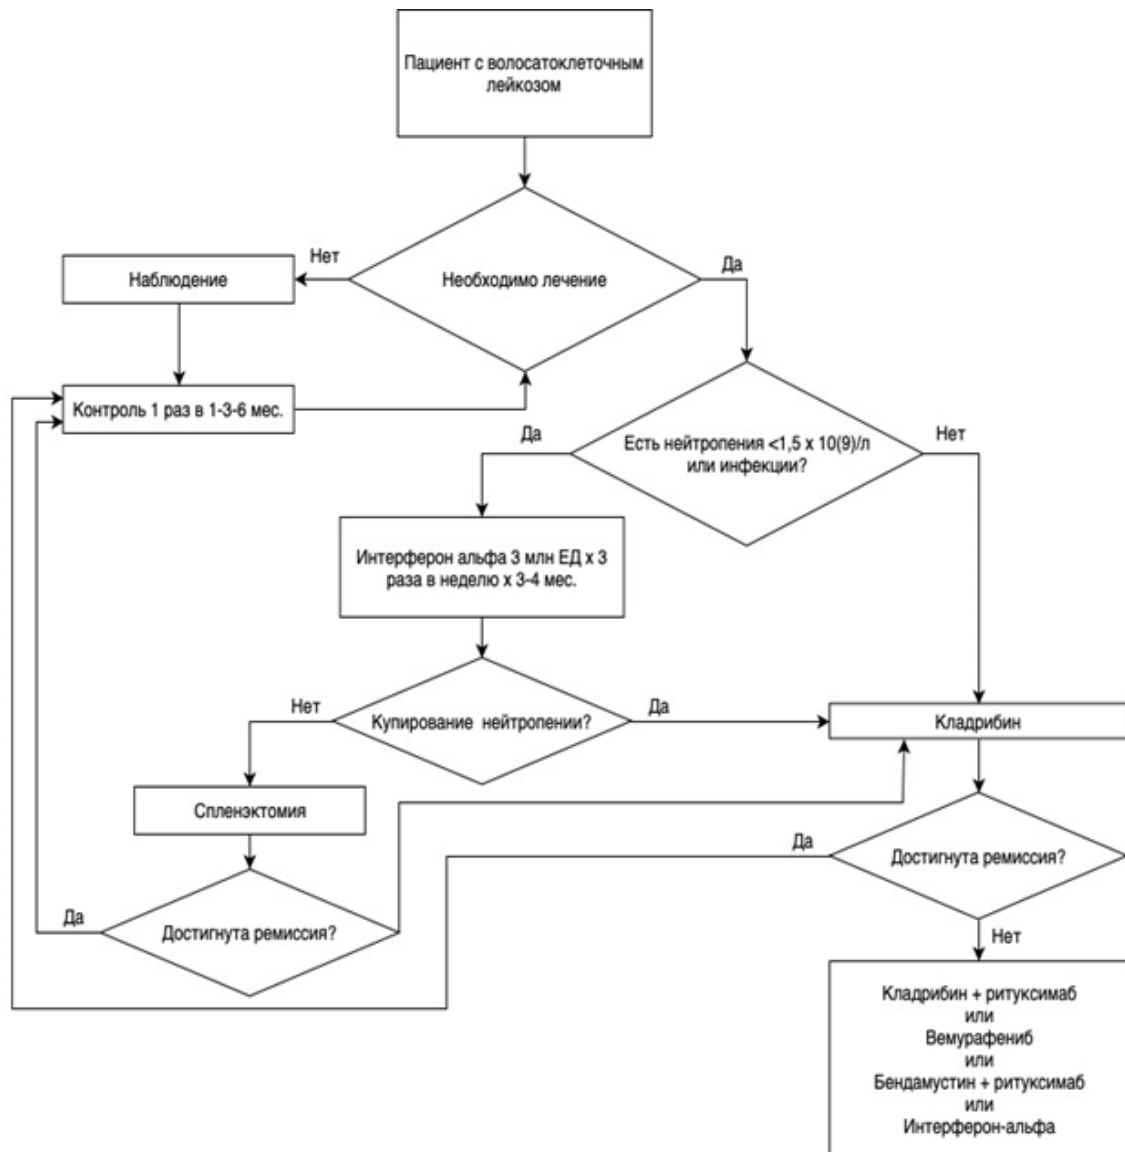 Пациент с волосатоклеточным
лейкозом
Необходимо лечение
Нет
Да
Наблюдение
Контроль 1 раз в 1-3-6 мес.
Есть нейтропения <1,5 x 10(9)/л
или инфекции?
Да
Нет
Интерферон альфа 3 млн ЕД x 3
раза в неделю x 3-4 мес.
Купирование нейтропении?
Нет
Да
Кладрибин
Спленэктомия
Достигнута ремиссия?
Да
Достигнута ремиссия?
Да
Нет
Кладрибин + ритуксимаб
или
Вемурафениб
или
Бендамустин + ритуксимаб
или
Интерферон-альфа